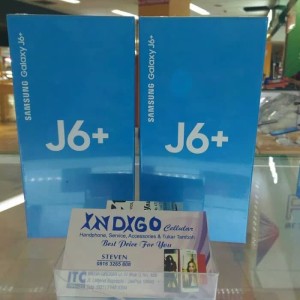 SAMSUNG Galaxy J6+
J6+
SAMSUNG Galaxy J6+
J6+
INDIGO Cellular
Handphone, Service, Accessories & Tukar Tambah
Best Price For You
STEVEN
ITC